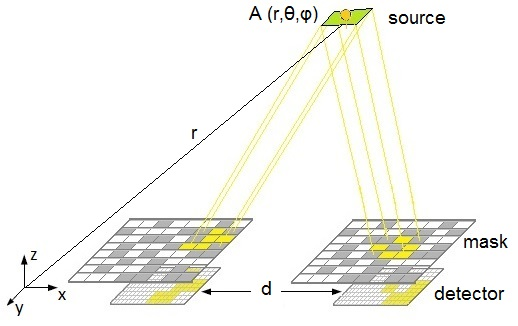 A (r,θ,φ)
source
r
mask
z
x
y
d
detector